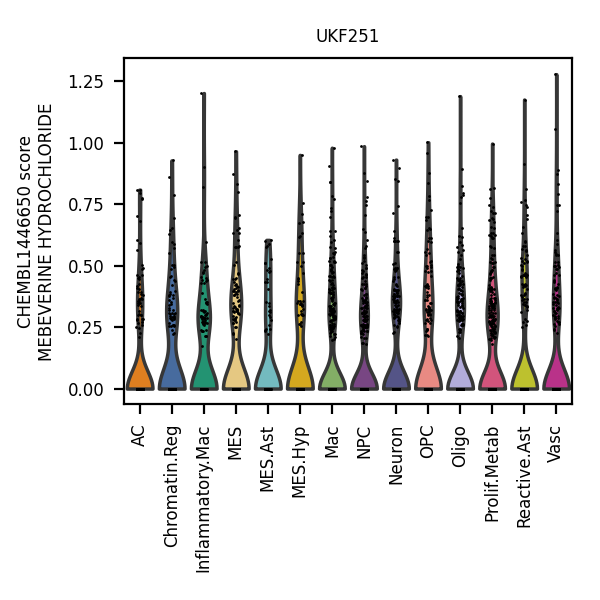 UKF251
CHEMBL1446650 score
MEBEVERINE HYDROCHLORIDE
1.25
1.00
0.75
0.50
0.25
0.00
AC
Chromatin.Reg
Inflammatory.Mac
MES
MES.Ast
MES.Hyp
Mac
NPC
Neuron
OPC
Oligo
Prolif.Metab
Reactive.Ast
Vasc